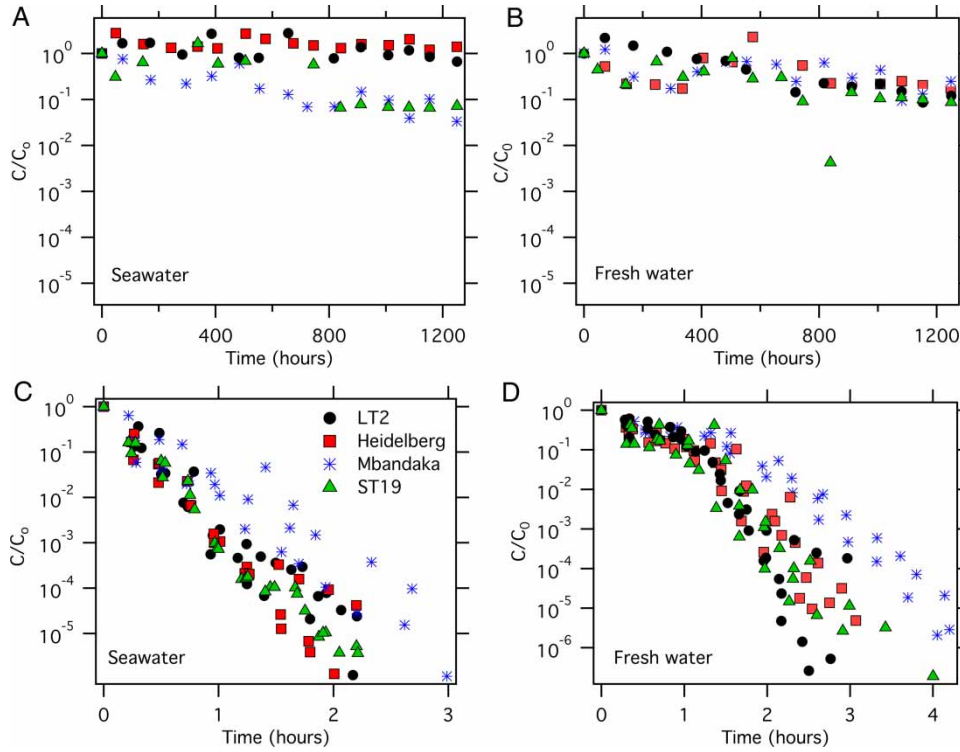 A
10^0
10^-1
10^-2
10^-3
10^-4
10^-5
C/C_o
Seawater
0
400
800
1200
Time (hours)
B
10^0
10^-1
10^-2
10^-3
10^-4
10^-5
C/C_0
Fresh water
0
400
800
1200
Time (hours)
C
10^0
10^-1
10^-2
10^-3
10^-4
10^-5
C/C_o
LT2
Heidelberg
Mbandaka
ST19
Seawater
0
1
2
3
Time (hours)
D
10^0
10^-1
10^-2
10^-3
10^-4
10^-5
10^-6
C/C_0
Fresh water
0
1
2
3
4
Time (hours)